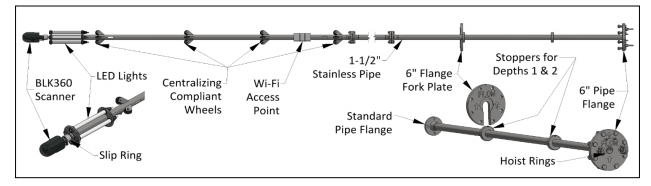 BLK360
Scanner
LED Lights
Slip Ring
Centralizing
Compliant
Wheels
Wi-Fi
Access
Point
1-1/2"
Stainless Pipe
6" Flange
Fork Plate
Stoppers for
Depths 1 & 2
6" Pipe
Flange
Standard
Pipe Flange
Hoist Rings